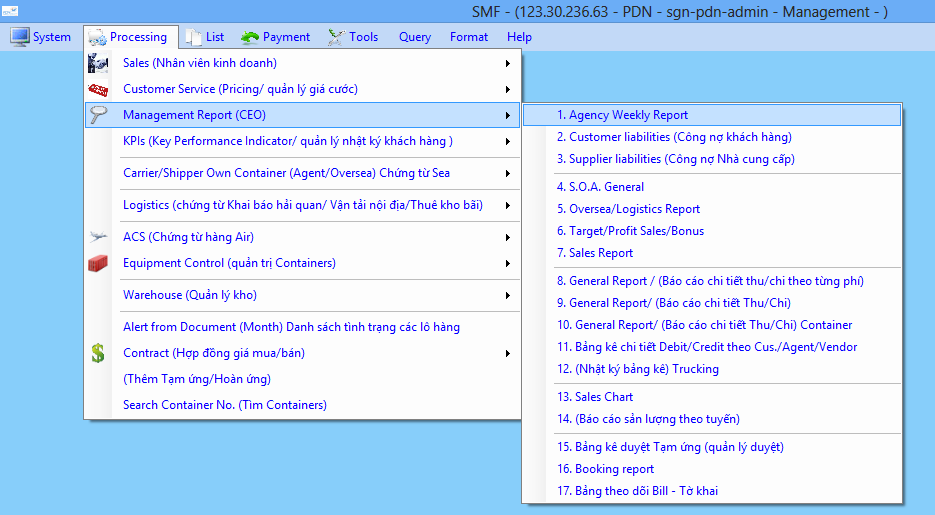 SMF - (123.30.236.63 - PDN - sgn-pdn-admin - Management - )
System Processing List Payment Tools Query Format Help
Sales (Nhân viên kinh doanh)
Customer Service (Pricing/ quản lý giá cước)
Management Report (CEO)
KPIs (Key Performance Indicator/ quản lý nhật ký khách hàng )
Carrier/Shipper Own Container (Agent/Oversea) Chứng từ Sea
Logistics (chứng từ Khai báo hải quan/ Vận tải nội địa/Thuê kho bãi)
ACS (Chứng từ hàng Air)
Equipment Control (quản trị Containers)
Warehouse (Quản lý kho)
Alert from Document (Month) Danh sách tình trạng các lô hàng
Contract (Hợp đồng giá mua/bán)
(Thêm Tạm ứng/Hoàn ứng)
Search Container No. (Tìm Containers)
1. Agency Weekly Report
2. Customer liabilities (Công nợ khách hàng)
3. Supplier liabilities (Công nợ Nhà cung cấp)
4. S.O.A. General
5. Oversea/Logistics Report
6. Target/Profit Sales/Bonus
7. Sales Report
8. General Report / (Báo cáo chi tiết thu/chi theo từng phí)
9. General Report/ (Báo cáo chi tiết Thu/Chi)
10. General Report/ (Báo cáo chi tiết Thu/Chi) Container
11. Bảng kê chi tiết Debit/Credit theo Cus./Agent/Vendor
12. (Nhật ký bảng kê) Trucking
13. Sales Chart
14. (Báo cáo sản lượng theo tuyến)
15. Bảng kê duyệt Tạm ứng (quản lý duyệt)
16. Booking report
17. Bảng theo dõi Bill - Tờ khai